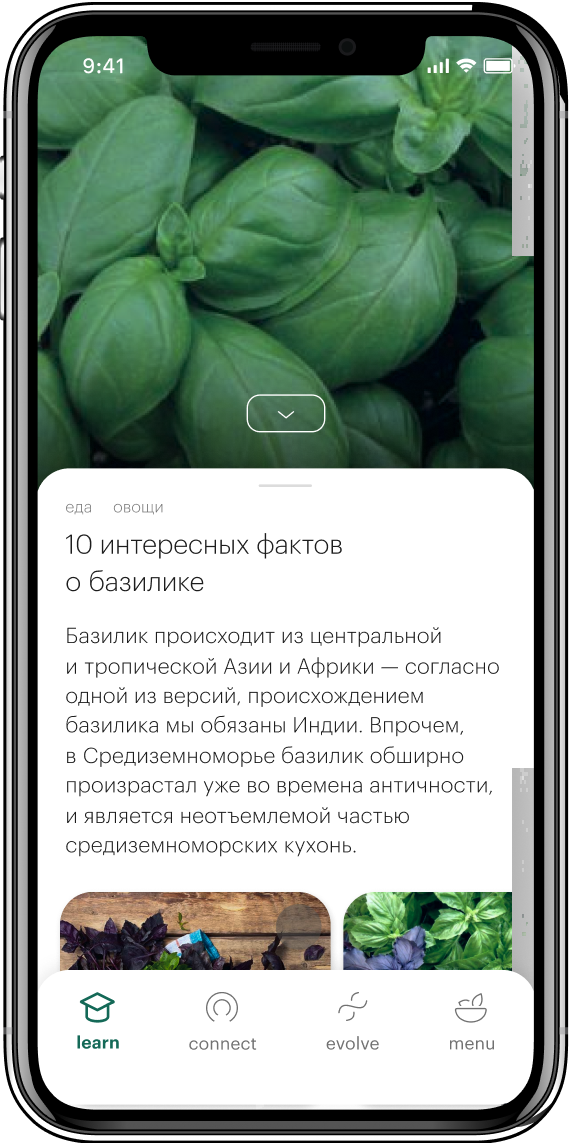 9:41
еда овощи
10 интересных фактов
о базилике
Базилик происходит из центральной
и тропической Азии и Африки — согласно
одной из версий, происхождением
базилика мы обязаны Индии. Впрочем,
в Средиземноморье базилик обширно
произрастал уже во времена античности,
и является неотъемлемой частью
средиземноморских кухонь.
learn connect evolve menu